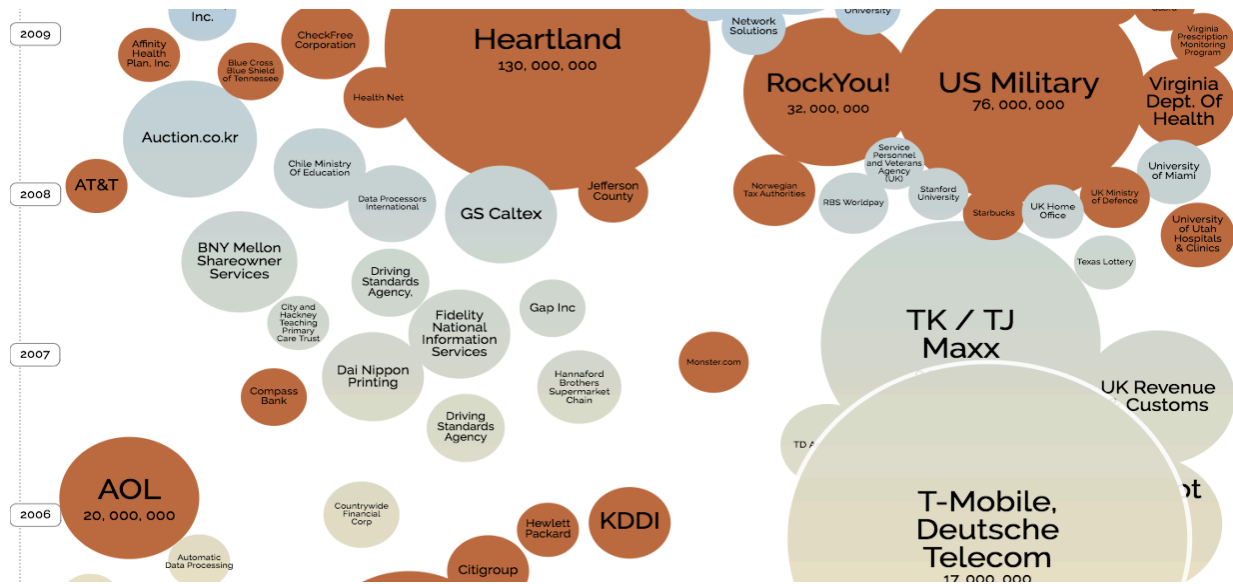 2009
Inc.
Affinity
Health
Plan, Inc.
Blue Cross
Blue Shield
of Tennessee
CheckFree
Corporation
Health Net
Heartland
130, 000, 000
Network
Solutions
University
RockYou!
32, 000, 000
US Military
76, 000, 000
Virginia
Prescription
Monitoring
Program
Virginia
Dept. Of
Health
Auction.co.kr
Chile Ministry
Of Education
Service
Personnel
and Veterans
Agency
(UK)
University
of Miami
2008
AT&T
Data Processors
International
GS Caltex
Jefferson
County
Norwegian
Tax Authorities
RBS Worldpay
Stanford
University
Starbucks
UK Home
Office
UK Ministry
of Defence
University
of Utah
Hospitals
& Clinics
BNY Mellon
Shareowner
Services
Driving
Standards
Agency,
Texas Lottery
City and
Hackney
Teaching
Primary
Care Trust
Fidelity
National
Information
Services
Gap Inc
TK / TJ
Maxx
2007
Dai Nippon
Printing
Monster.com
Compass
Bank
Hannaford
Brothers
Supermarket
Chain
UK Revenue
& Customs
Driving
Standards
Agency
TD
AOL
20, 000, 000
2006
Countrywide
Financial
Corp
Hewlett
Packard
KDDI
T-Mobile,
Deutsche
Telecom
17, 000, 000
Automatic
Data Processing
Citigroup